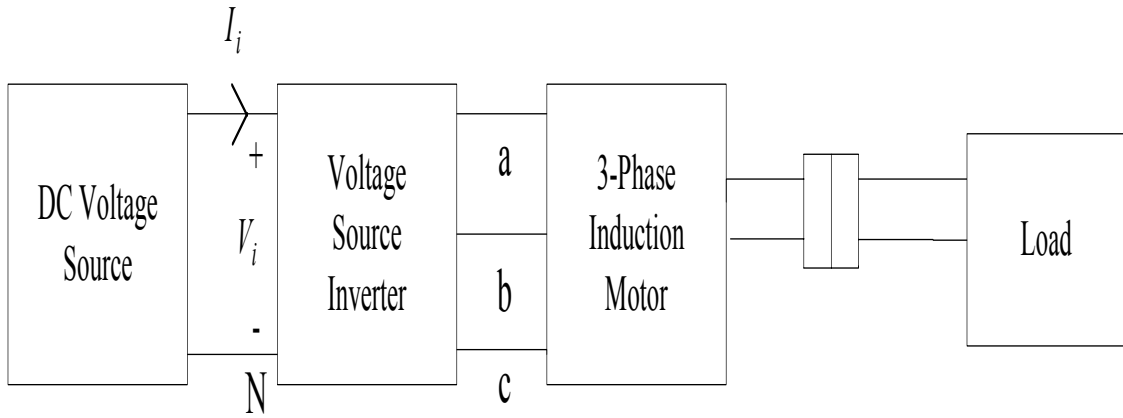 I_i
DC Voltage
Source
+
V_i
-
N
Voltage
Source
Inverter
a
b
c
3-Phase
Induction
Motor
Load